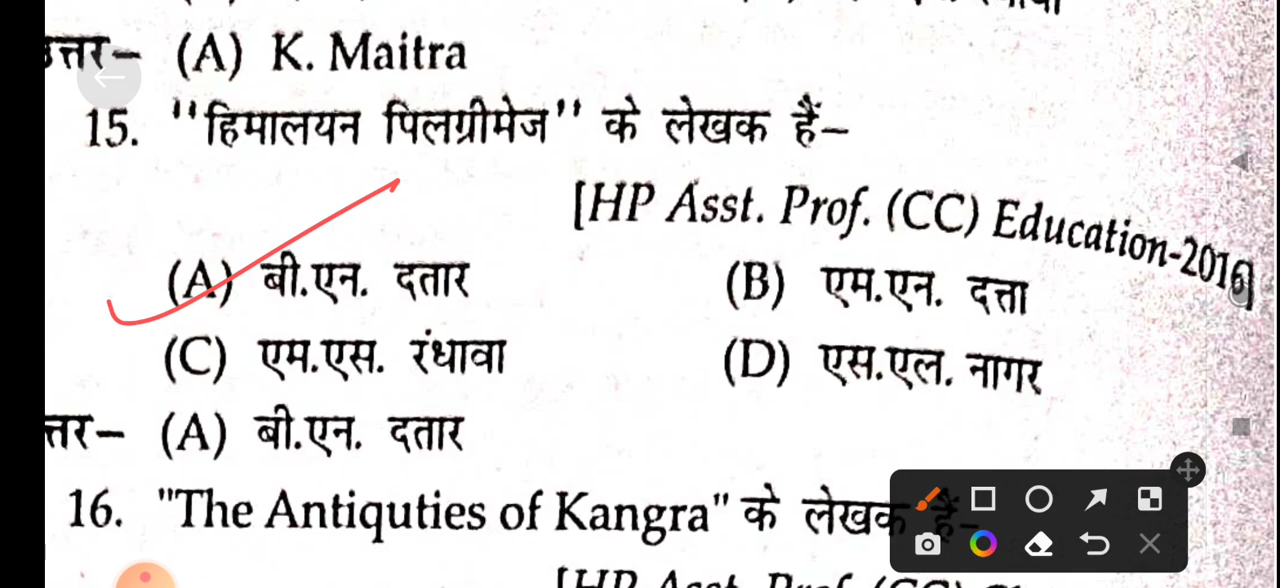 उत्तर– (A) K. Maitra
15. ''हिमालयन पिलग्रीमेज'' के लेखक हैं–
[HP Asst. Prof. (CC) Education-2016]
(A) बी.एन. दतार (B) एम.एन. दत्ता
(C) एम.एस. रंधावा (D) एस.एल. नागर
त्तर– (A) बी.एन. दतार
16. "The Antiquties of Kangra" के लेखक हैं–